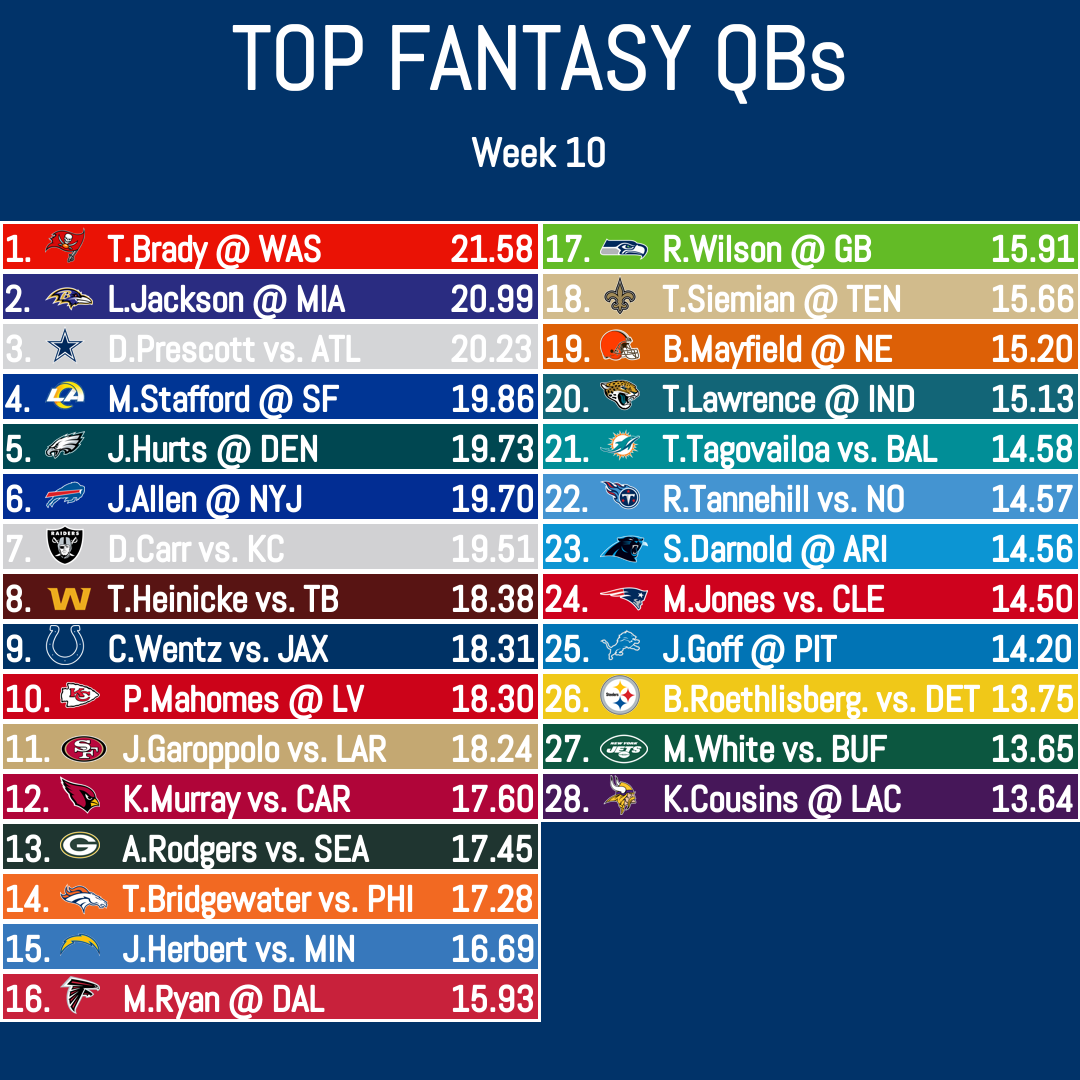 TOP FANTASY QBs
Week 10
1. T.Brady @ WAS 21.58
2. L.Jackson @ MIA 20.99
3. D.Prescott vs. ATL 20.23
4. M.Stafford @ SF 19.86
5. J.Hurts @ DEN 19.73
6. J.Allen @ NYJ 19.70
7. RAIDERS D.Carr vs. KC 19.51
8. W T.Heinicke vs. TB 18.38
9. C.Wentz vs. JAX 18.31
10. KC P.Mahomes @ LV 18.30
11. SF J.Garoppolo vs. LAR 18.24
12. K.Murray vs. CAR 17.60
13. G A.Rodgers vs. SEA 17.45
14. T.Bridgewater vs. PHI 17.28
15. J.Herbert vs. MIN 16.69
16. M.Ryan @ DAL 15.93
17. R.Wilson @ GB 15.91
18. T.Siemian @ TEN 15.66
19. B.Mayfield @ NE 15.20
20. T.Lawrence @ IND 15.13
21. T.Tagovailoa vs. BAL 14.58
22. T R.Tannehill vs. NO 14.57
23. S.Darnold @ ARI 14.56
24. M.Jones vs. CLE 14.50
25. J.Goff @ PIT 14.20
26. Steelers B.Roethlisberg. vs. DET 13.75
27. NEW YORK JETS M.White vs. BUF 13.65
28. K.Cousins @ LAC 13.64